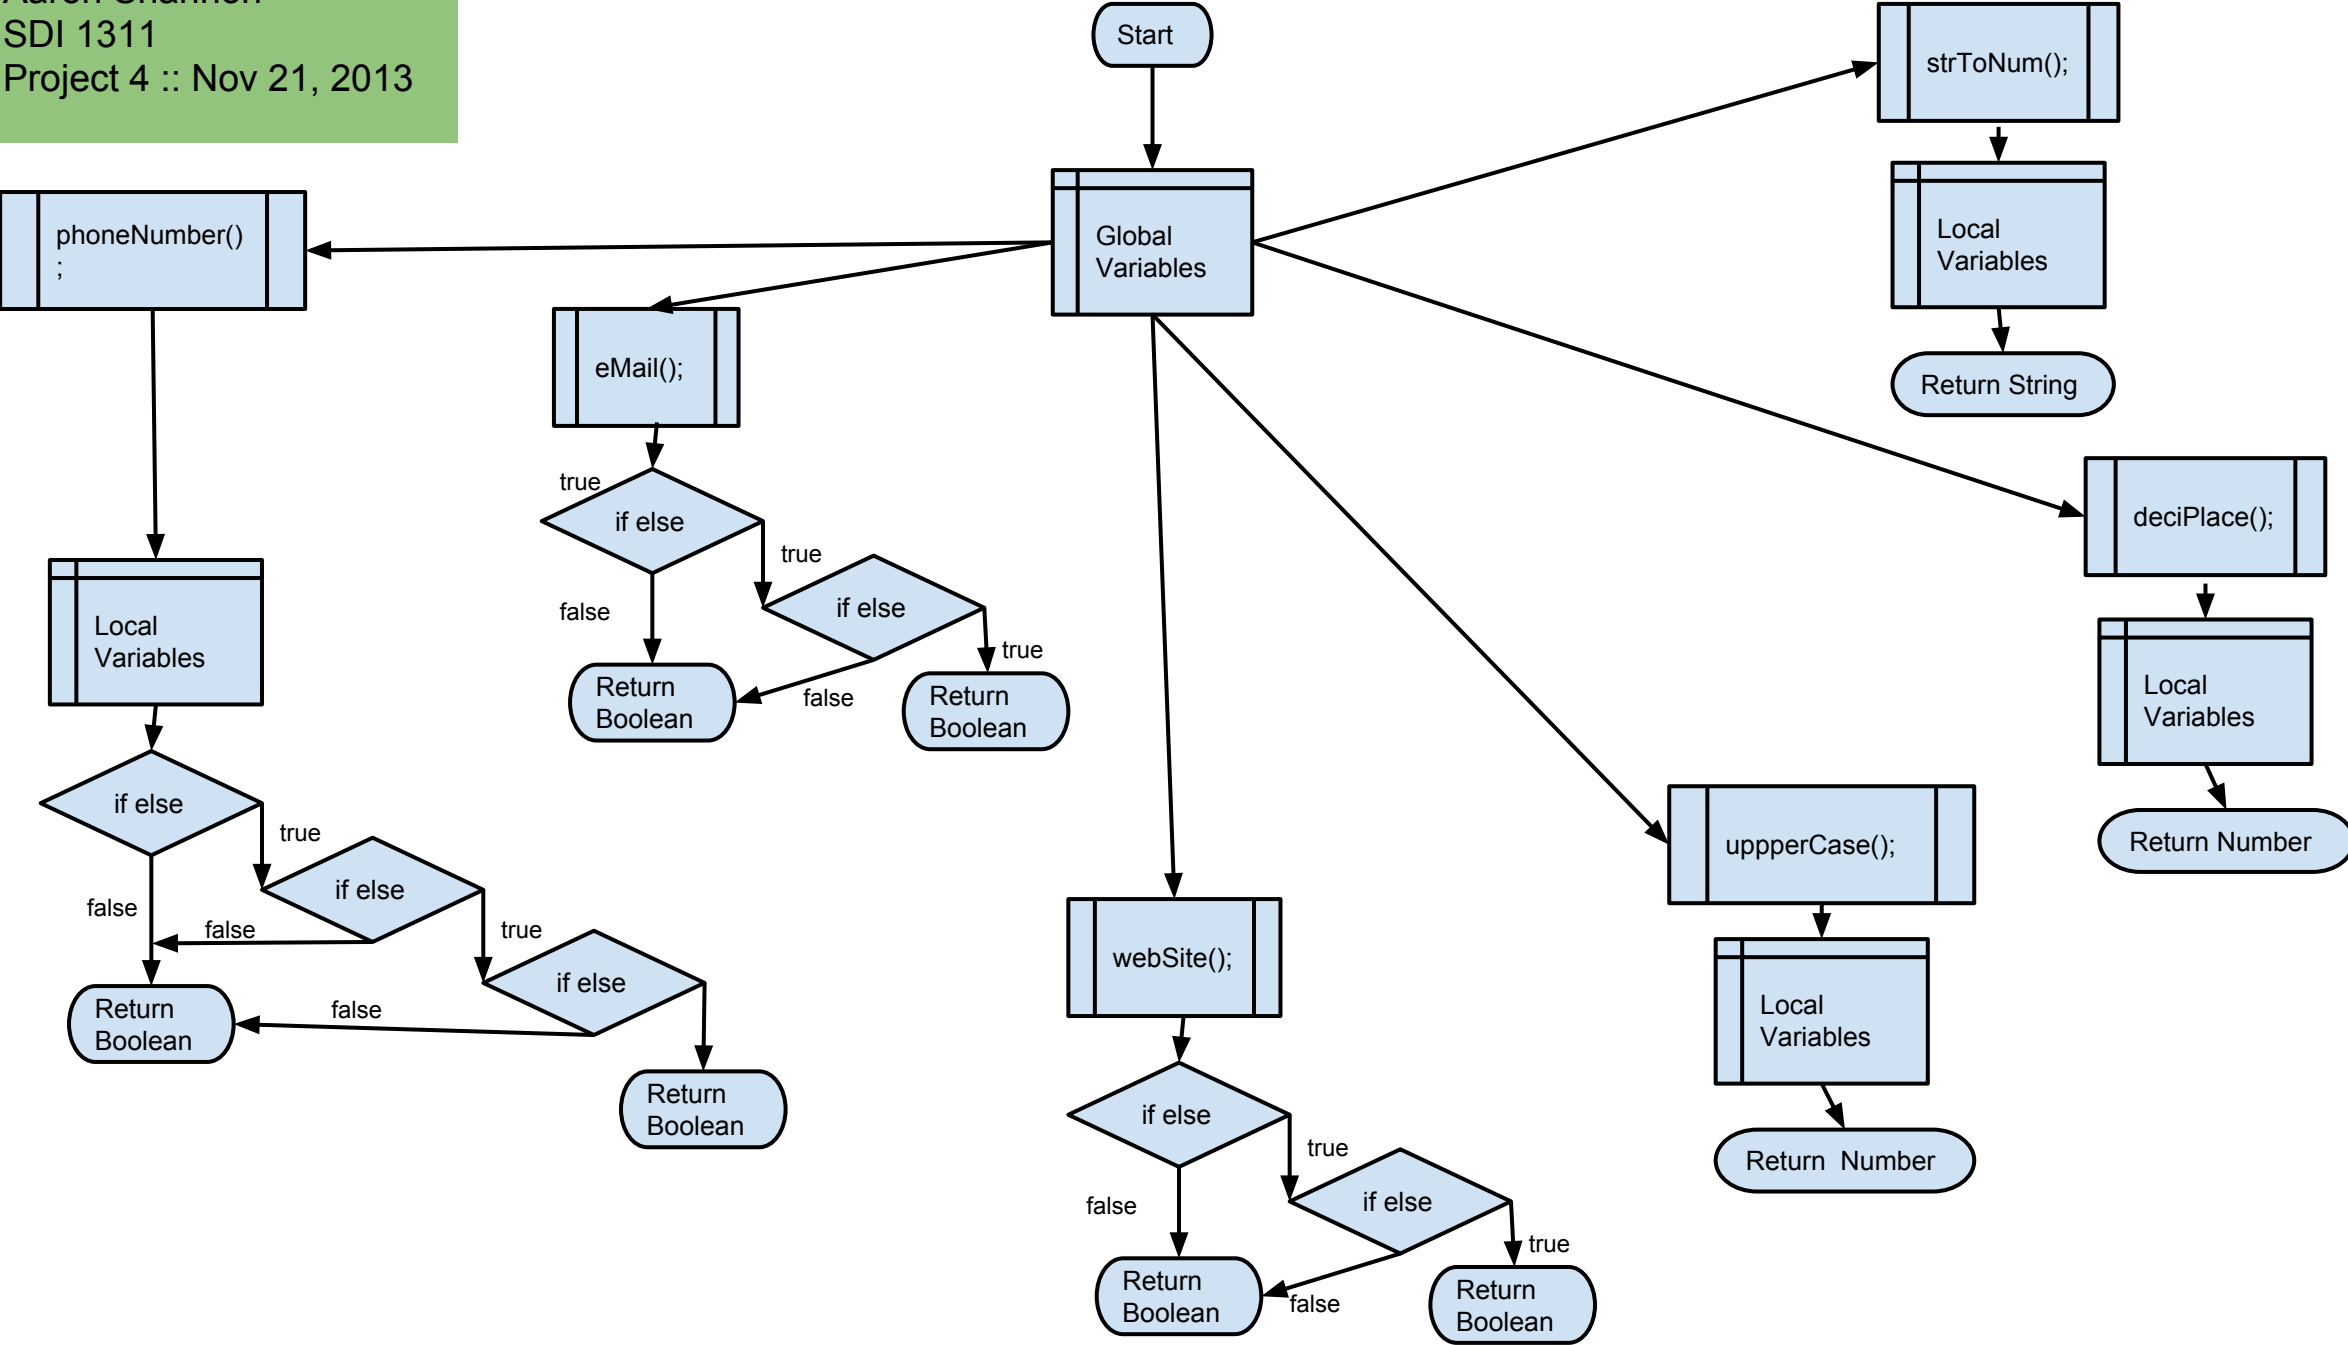 SDI 1311
Project 4 :: Nov 21, 2013
Start
strToNum();
phoneNumber()
;
Global
Variables
Local
Variables
eMail();
Return String
true
if else
deciPlace();
true
false
if else
Local
Variables
true
Return
Boolean
false
Return
Boolean
Local
Variables
if else
true
upperCase();
Return Number
if else
false
false
true
webSite();
if else
Return
Boolean
false
Local
Variables
Return
Boolean
if else
true
Return  Number
false
if else
true
Return
Boolean
false
Return
Boolean